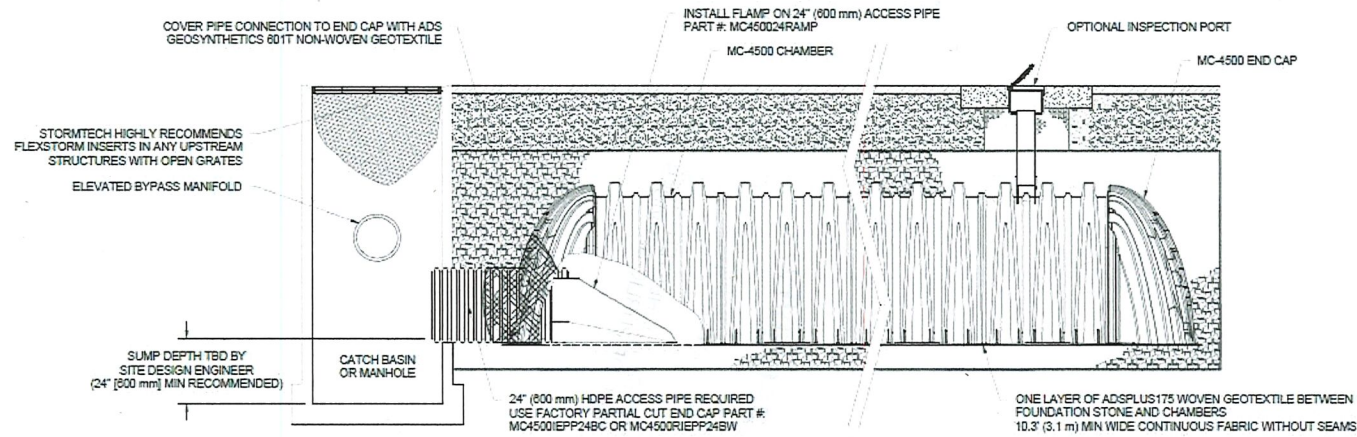 COVER PIPE CONNECTION TO END CAP WITH ADS
GEOSYNTHETICS 601T NON-WOVEN GEOTEXTILE
INSTALL FLAMP ON 24" (600 mm) ACCESS PIPE
PART #: MC450024RAMP
MC-4500 CHAMBER
OPTIONAL INSPECTION PORT
MC-4500 END CAP
STORMTECH HIGHLY RECOMMENDS
FLEXSTORM INSERTS IN ANY UPSTREAM
STRUCTURES WITH OPEN GRATES
ELEVATED BYPASS MANIFOLD
SUMP DEPTH TBD BY
SITE DESIGN ENGINEER
(24" [600 mm] MIN RECOMMENDED)
CATCH BASIN
OR MANHOLE
24" (600 mm) HDPE ACCESS PIPE REQUIRED
USE FACTORY PARTIAL CUT END CAP PART #:
MC4500IEPP24BC OR MC4500RIEPP24BW
ONE LAYER OF ADSPLUS175 WOVEN GEOTEXTILE BETWEEN
FOUNDATION STONE AND CHAMBERS
10.3' (3.1 m) MIN WIDE CONTINUOUS FABRIC WITHOUT SEAMS